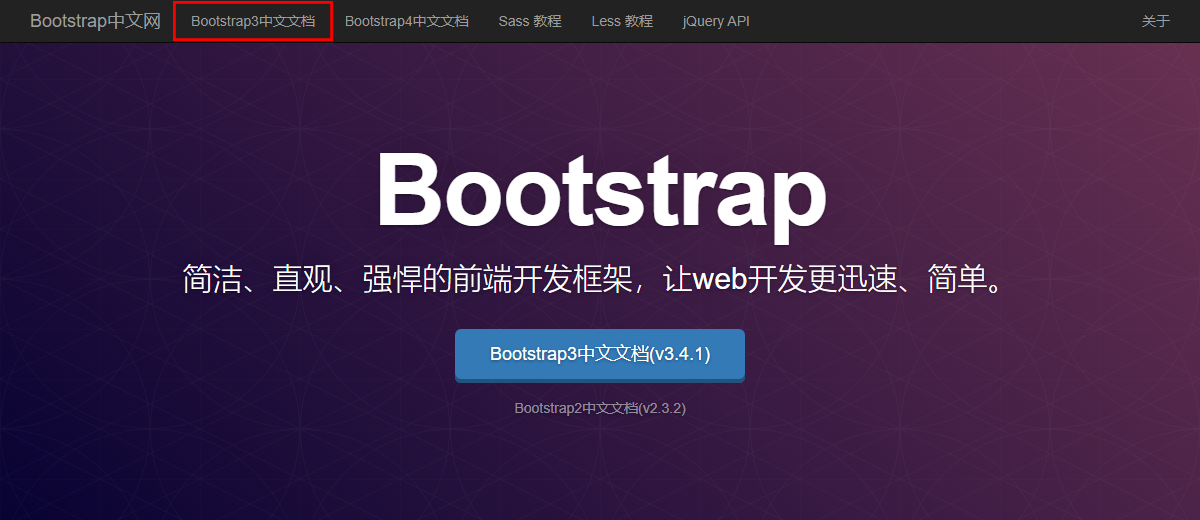 Bootstrap中文网 Bootstrap3中文文档 Bootstrap4中文文档 Sass 教程 Less 教程 jQuery API 关于
Bootstrap
简洁、直观、强悍的前端开发框架，让web开发更迅速、简单。
Bootstrap3中文文档(v3.4.1)
Bootstrap2中文文档(v2.3.2)